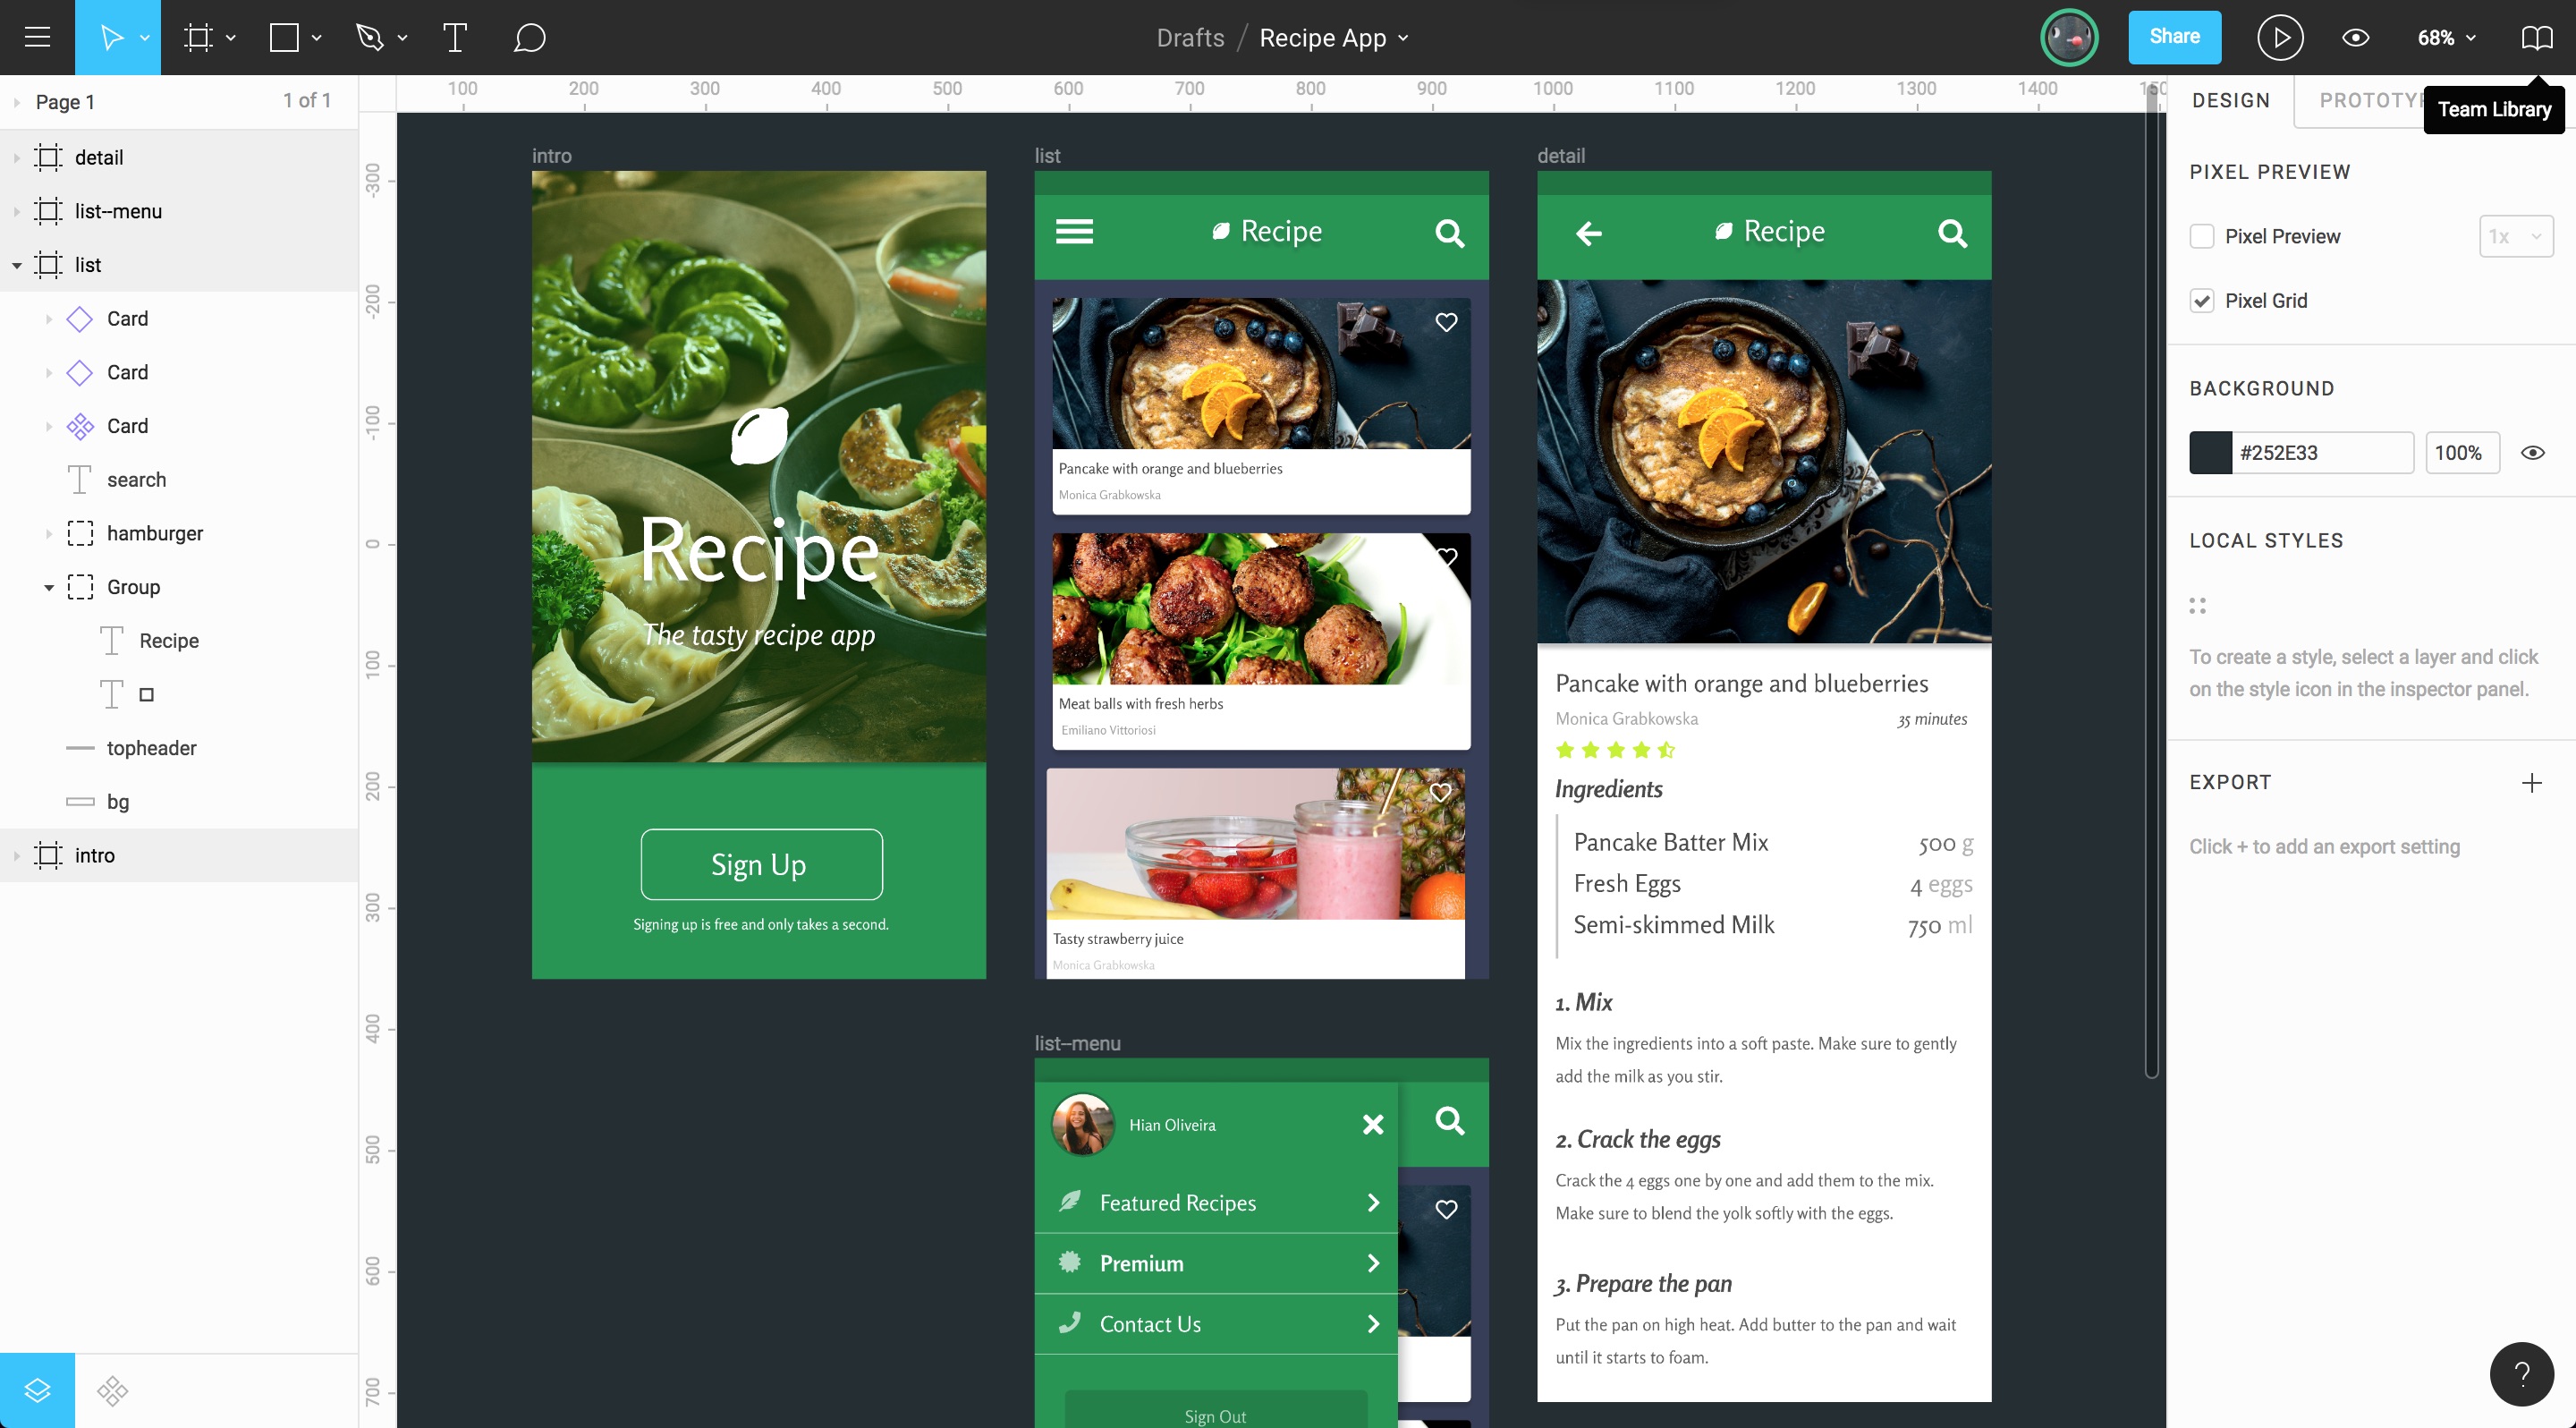 Drafts / Recipe App
Share
68%
Page 1
1 of 1
100 200 300 400 500 600 700 800 900 1000 1100 1200 1300 1400
DESIGN
Team Library
detail
list--menu
list
Card
Card
Card
search
hamburger
Group
Recipe
topheader
bg
intro
-300
-200
-100
0
100
200
300
400
500
600
700
intro
Recipe
The tasty recipe app
Sign Up
Signing up is free and only takes a second.
list
Recipe
Pancake with orange and blueberries
Monica Grabkowska
Meat balls with fresh herbs
Emiliano Vittoriosi
Tasty strawberry juice
Monica Grabkowska
list--menu
Hian Oliveira
Featured Recipes
Premium
Contact Us
Sign Out
detail
Recipe
Pancake with orange and blueberries
Monica Grabkowska
35 minutes
Ingredients
Pancake Batter Mix 500 g
Fresh Eggs 4 eggs
Semi-skimmed Milk 750 ml
1. Mix
Mix the ingredients into a soft paste. Make sure to gently
add the milk as you stir.
2. Crack the eggs
Crack the 4 eggs one by one and add them to the mix.
Make sure to blend the yolk softly with the eggs.
3. Prepare the pan
Put the pan on high heat. Add butter to the pan and wait
until it starts to foam.
PIXEL PREVIEW
Pixel Preview
1x
Pixel Grid
BACKGROUND
#252E33
100%
LOCAL STYLES
To create a style, select a layer and click
on the style icon in the inspector panel.
EXPORT
Click + to add an export setting
?